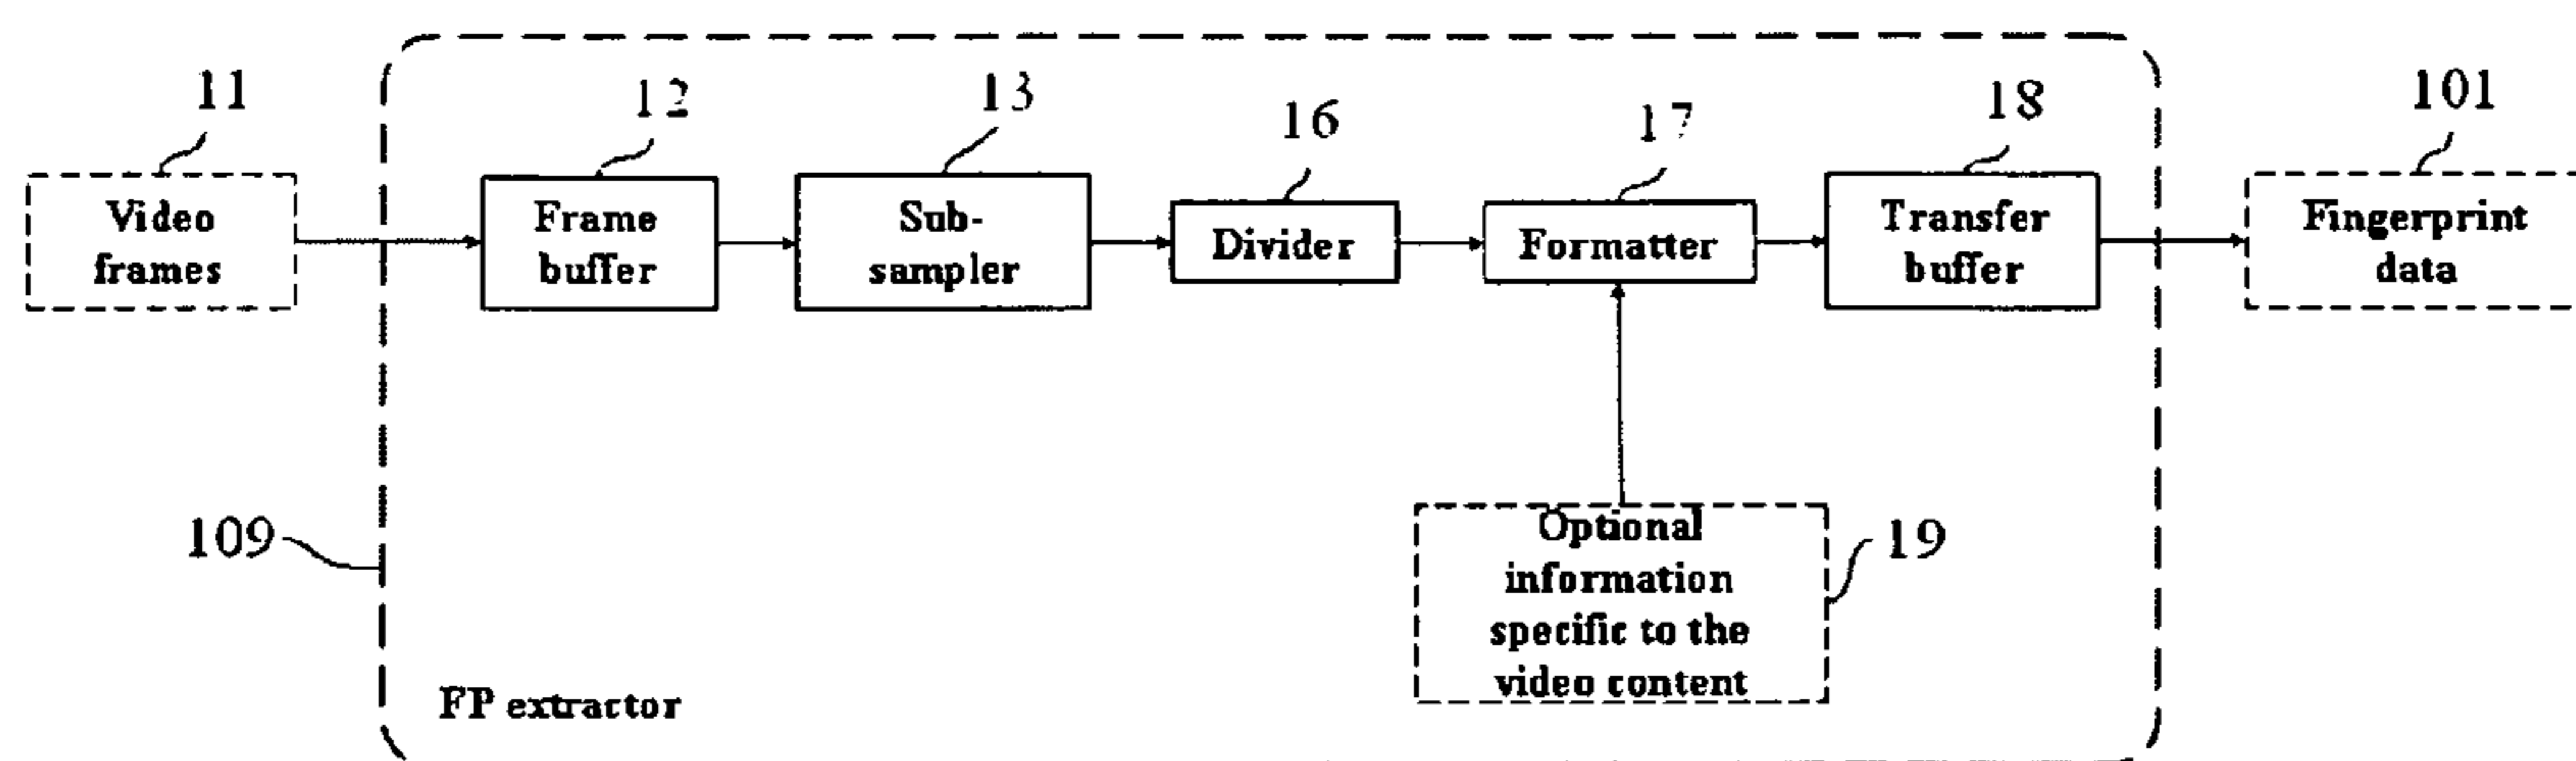 11
12
13
16
17
18
101
Video
frames
Frame
buffer
Sub-
sampler
Divider
Formatter
Transfer
buffer
Fingerprint
data
109
Optional
information
specific to the
video content
19
FP extractor